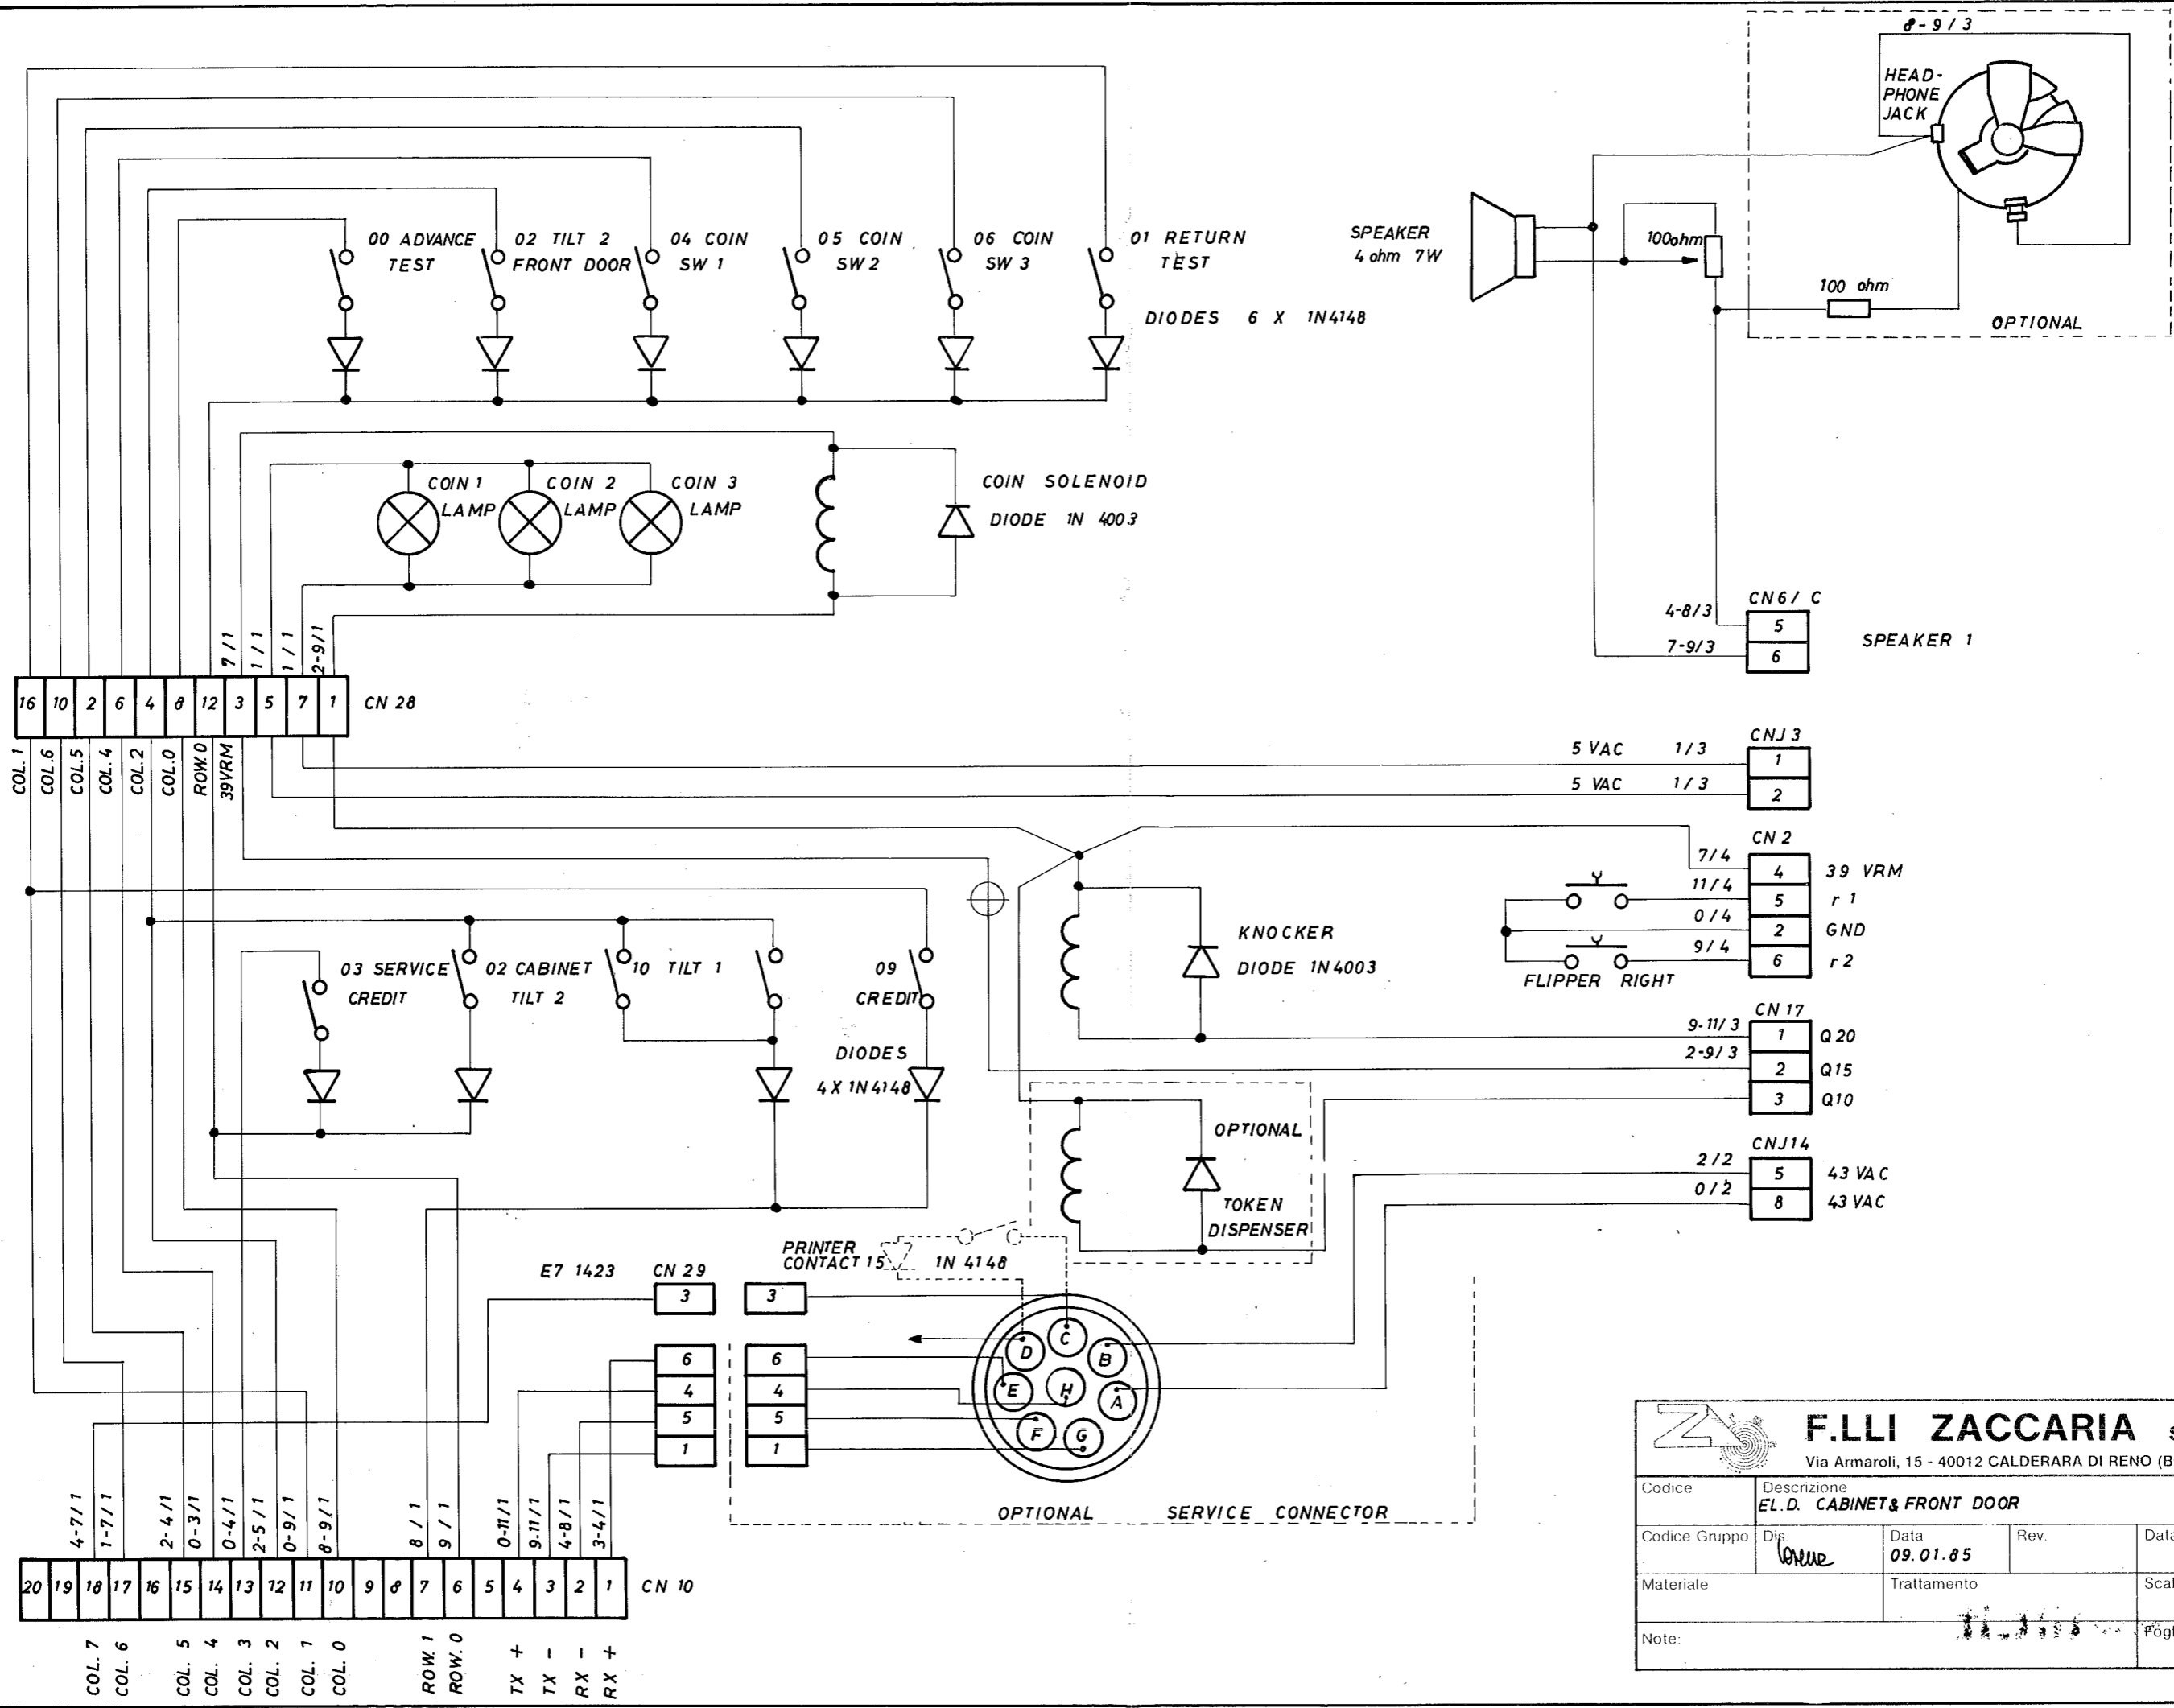 8-9/3
HEAD-
PHONE
JACK
00 ADVANCE
TEST
02 TILT 2
FRONT DOOR
04 COIN
SW 1
05 COIN
SW 2
06 COIN
SW 3
01 RETURN
TEST
DIODES 6 X 1N4148
SPEAKER
4 ohm 7W
100ohm
100 ohm
OPTIONAL
COIN 1
LAMP
COIN 2
LAMP
COIN 3
LAMP
COIN SOLENOID
DIODE 1N 4003
7/1
1/1
1/1
2-9/1
16 10 2 6 4 8 12 3 5 7 1
CN 28
COL. 1
COL.6
COL.5
COL. 4
COL.2
COL.0
ROW.0
39VRM
4-8/3
7-9/3
CN6/ C
5
6
SPEAKER 1
5 VAC 1/3
5 VAC 1/3
CNJ 3
1
2
CN 2
7/4 4 39 VRM
11/4 5 r 1
0/4 2 GND
9/4 6 r 2
FLIPPER RIGHT
KNOCKER
DIODE 1N4003
CN 17
9-11/3 1 Q20
2-9/3 2 Q15
3 Q10
03 SERVICE
CREDIT
02 CABINET
TILT 2
10 TILT 1
09
CREDIT
DIODES
4 X 1N4148
OPTIONAL
TOKEN
DISPENSER
CNJ14
2/2 5 43 VAC
0/2 8 43 VAC
PRINTER
CONTACT 15
1N 4148
E7 1423
CN 29
3 3
6 6
4 4
5 5
1 1
C
D
B
E
H
A
F
G
OPTIONAL SERVICE CONNECTOR
4-7/1
1-7/1
2-4/1
0-3/1
0-4/1
2-5/1
0-9/1
8-9/1
8/1
9/1
0-11/1
9-11/1
4-8/1
3-4/1
20 19 18 17 16 15 14 13 12 11 10 9 8 7 6 5 4 3 2 1
CN 10
COL. 7
COL. 6
COL. 5
COL. 4
COL. 3
COL. 2
COL. 1
COL. 0
ROW. 1
ROW. 0
TX +
TX -
RX -
RX +
F.LLI ZACCARIA s
Via Armaroli, 15 - 40012 CALDERARA DI RENO (B
Codice
Descrizione
EL.D. CABINET & FRONT DOOR
Codice Gruppo
Dis
Data
09.01.85
Rev.
Data
Materiale
Trattamento
Scal
Note:
Fogl